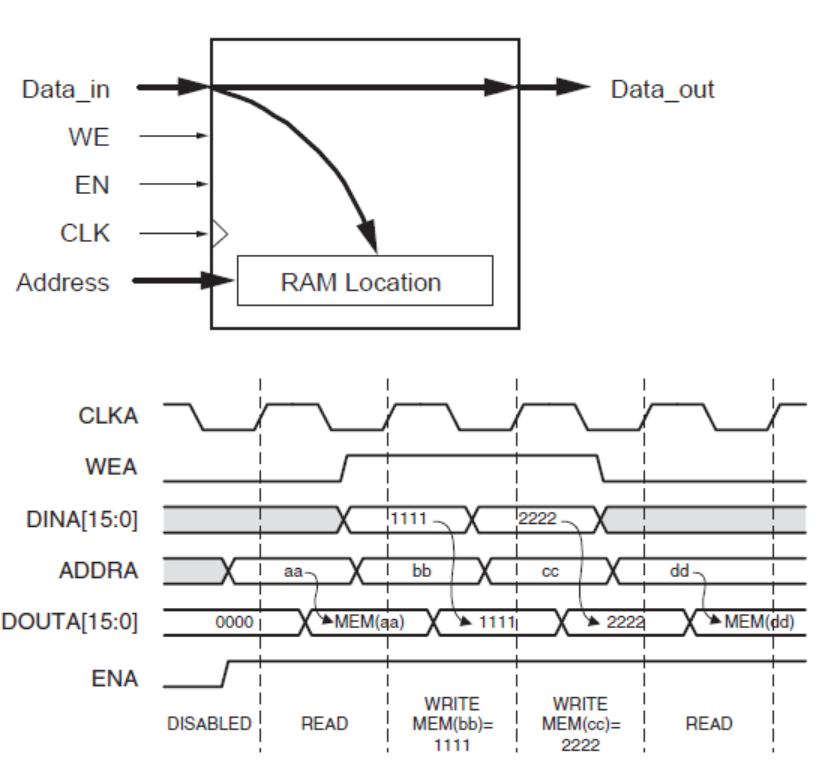 Data_in
Data_out
WE
EN
CLK
Address
RAM Location
CLKA
WEA
DINA[15:0]
1111
2222
ADDRA
aa
bb
cc
dd
DOUTA[15:0]
0000
MEM(aa)
1111
2222
MEM(dd)
ENA
DISABLED
READ
WRITE
MEM(bb)=
1111
WRITE
MEM(cc)=
2222
READ